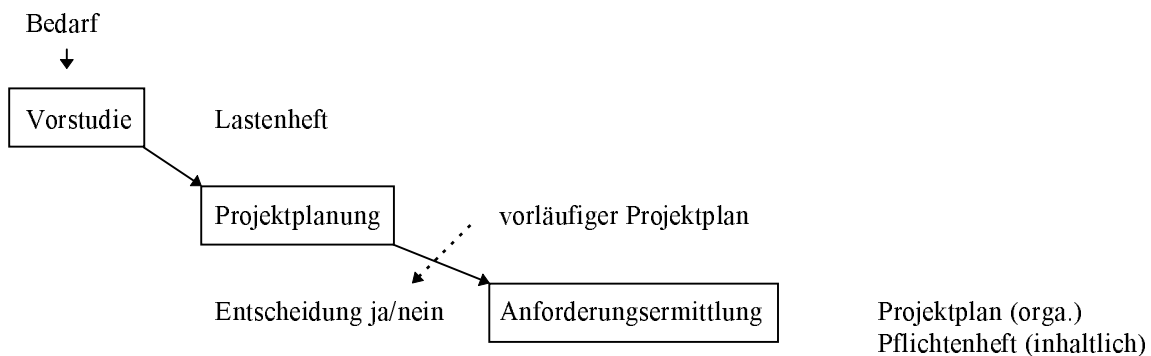 Bedarf
Vorstudie
Lastenheft
Projektplanung
vorläufiger Projektplan
Entscheidung ja/nein
Anforderungsermittlung
Projektplan (orga.)
Pflichtenheft (inhaltlich)